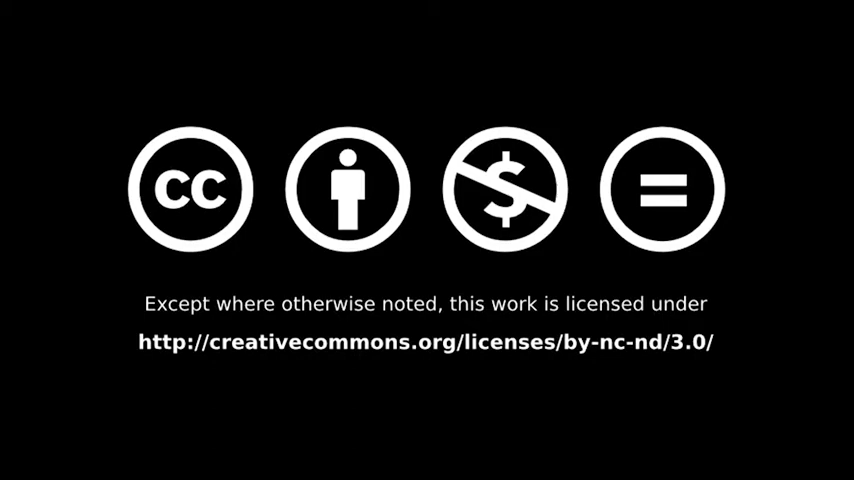 cc
$
=
Except where otherwise noted, this work is licensed under
http://creativecommons.org/licenses/by-nc-nd/3.0/